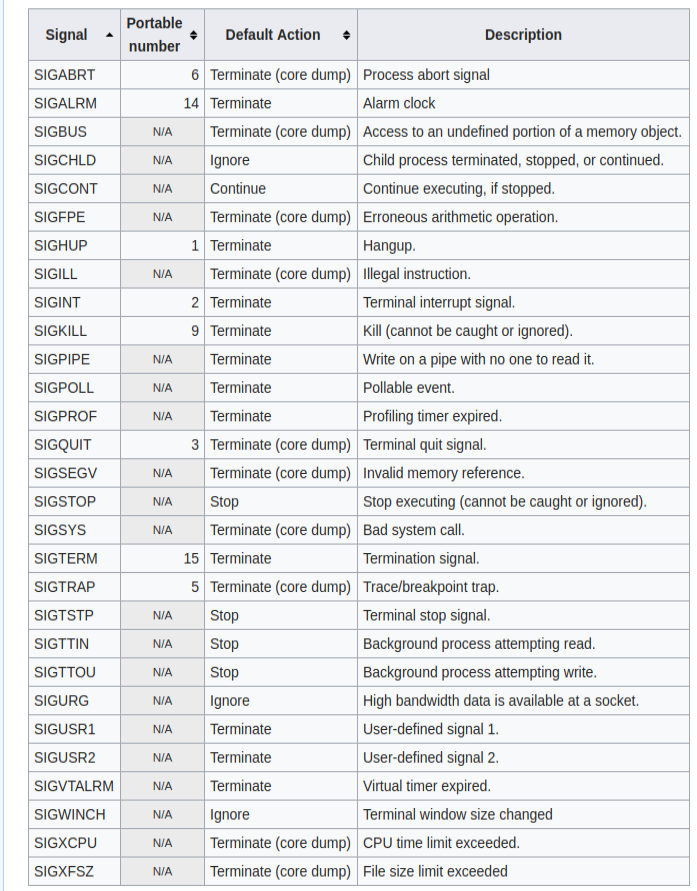 Signal Portable number Default Action Description
SIGABRT 6 Terminate (core dump) Process abort signal
SIGALRM 14 Terminate Alarm clock
SIGBUS N/A Terminate (core dump) Access to an undefined portion of a memory object.
SIGCHLD N/A Ignore Child process terminated, stopped, or continued.
SIGCONT N/A Continue Continue executing, if stopped.
SIGFPE N/A Terminate (core dump) Erroneous arithmetic operation.
SIGHUP 1 Terminate Hangup.
SIGILL N/A Terminate (core dump) Illegal instruction.
SIGINT 2 Terminate Terminal interrupt signal.
SIGKILL 9 Terminate Kill (cannot be caught or ignored).
SIGPIPE N/A Terminate Write on a pipe with no one to read it.
SIGPOLL N/A Terminate Pollable event.
SIGPROF N/A Terminate Profiling timer expired.
SIGQUIT 3 Terminate (core dump) Terminal quit signal.
SIGSEGV N/A Terminate (core dump) Invalid memory reference.
SIGSTOP N/A Stop Stop executing (cannot be caught or ignored).
SIGSYS N/A Terminate (core dump) Bad system call.
SIGTERM 15 Terminate Termination signal.
SIGTRAP 5 Terminate (core dump) Trace/breakpoint trap.
SIGTSTP N/A Stop Terminal stop signal.
SIGTTIN N/A Stop Background process attempting read.
SIGTTOU N/A Stop Background process attempting write.
SIGURG N/A Ignore High bandwidth data is available at a socket.
SIGUSR1 N/A Terminate User-defined signal 1.
SIGUSR2 N/A Terminate User-defined signal 2.
SIGVTALRM N/A Terminate Virtual timer expired.
SIGWINCH N/A Ignore Terminal window size changed
SIGXCPU N/A Terminate (core dump) CPU time limit exceeded.
SIGXFSZ N/A Terminate (core dump) File size limit exceeded